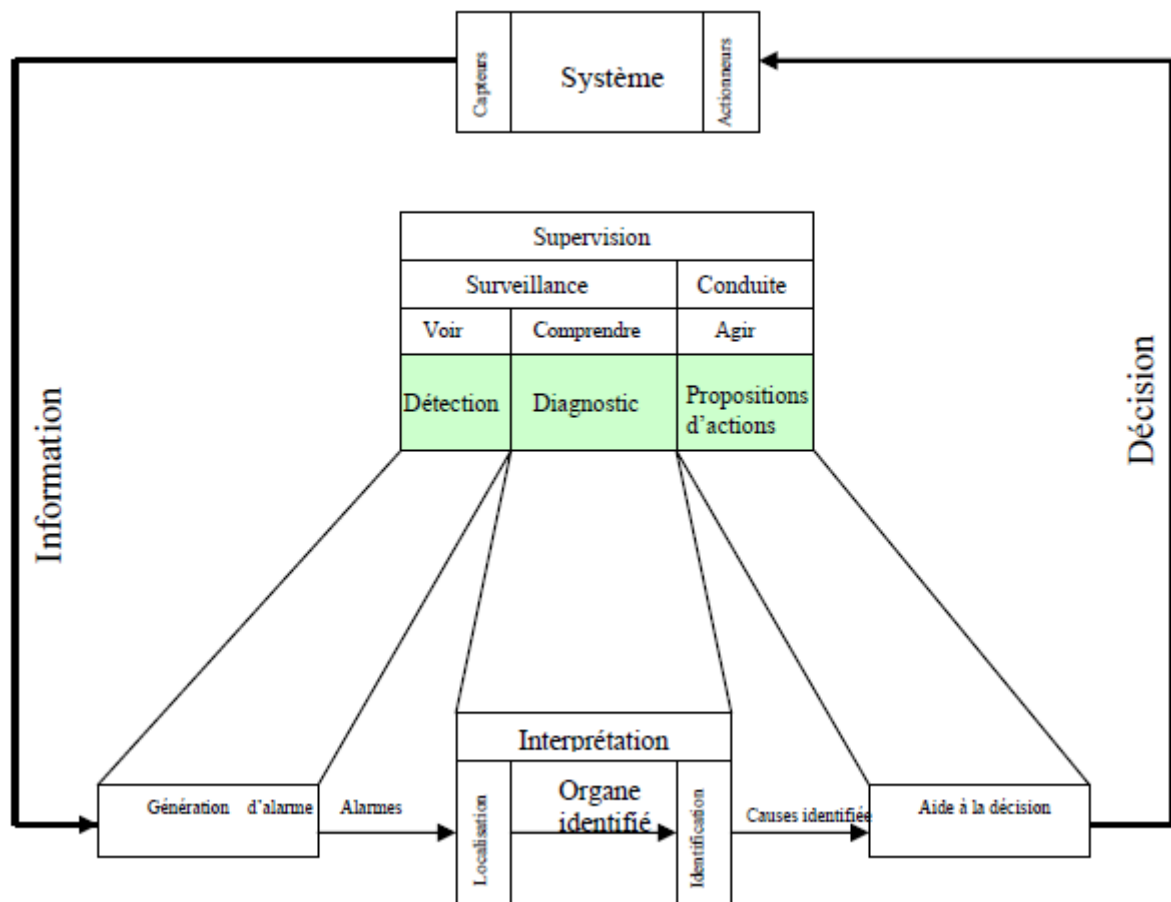 Capteurs
Système
Actionneurs
Supervision
Surveillance
Conduite
Voir
Comprendre
Agir
Détection
Diagnostic
Propositions
d'actions
Information
Décision
Interprétation
Génération d'alarme
Alarmes
Localisation
Organe
identifié
Identification
Causes identifiée
Aide à la décision